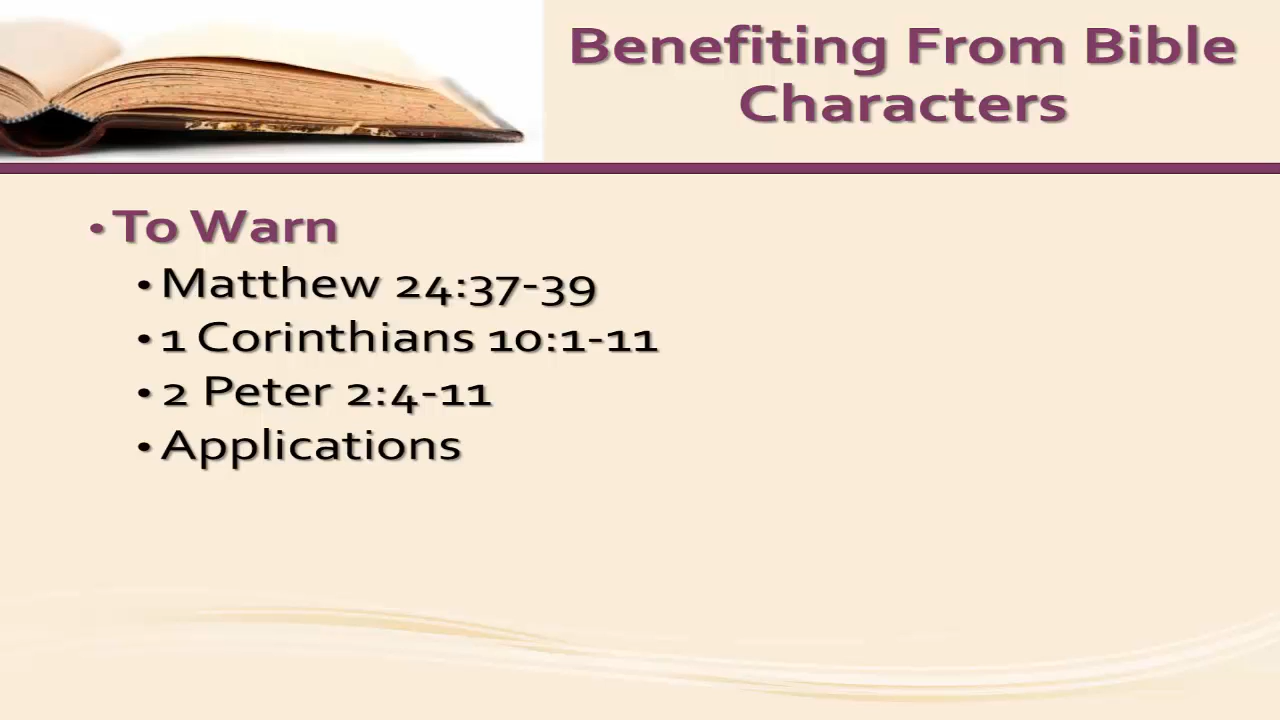 Benefiting From Bible
Characters
• To Warn
• Matthew 24:37-39
• 1 Corinthians 10:1-11
• 2 Peter 2:4-11
• Applications